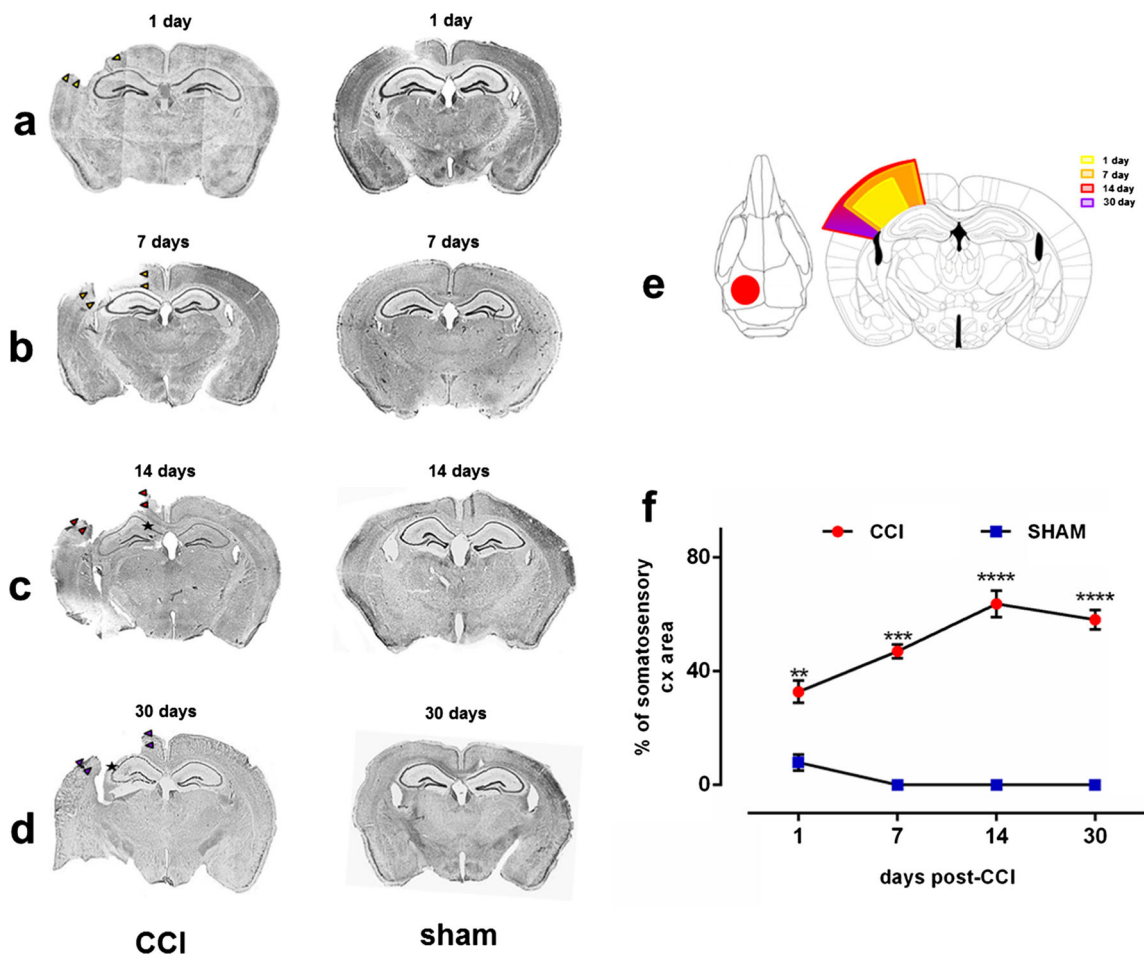 1 day
1 day
a
7 days
7 days
b
14 days
14 days
c
30 days
30 days
d
CCI
sham
e
1 day
7 day
14 day
30 day
f
CCI
SHAM
% of somatosensory
cx area
80
40
0
**
***
****
****
1
7
14
30
days post-CCI